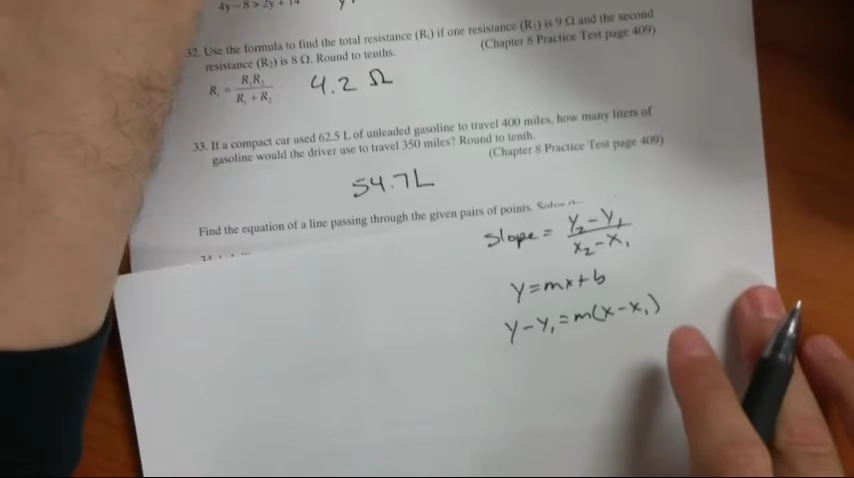 4y – 8 > 2y + 14
32. Use the formula to find the total resistance (Rt) if one resistance (R1) is 9 Ω and the second
resistance (R2) is 8 Ω. Round to tenths. (Chapter 8 Practice Test page 409)
Rt = R1R2 / R1 + R2
4.2 Ω
33. If a compact car used 62.5 L of unleaded gasoline to travel 400 miles, how many liters of
gasoline would the driver use to travel 350 miles? Round to tenth.
(Chapter 8 Practice Test page 409)
54.7L
Find the equation of a line passing through the given pairs of points.
Slope = y2-y1 / x2-x1
y=mx+b
y-y1=m(x-x1)